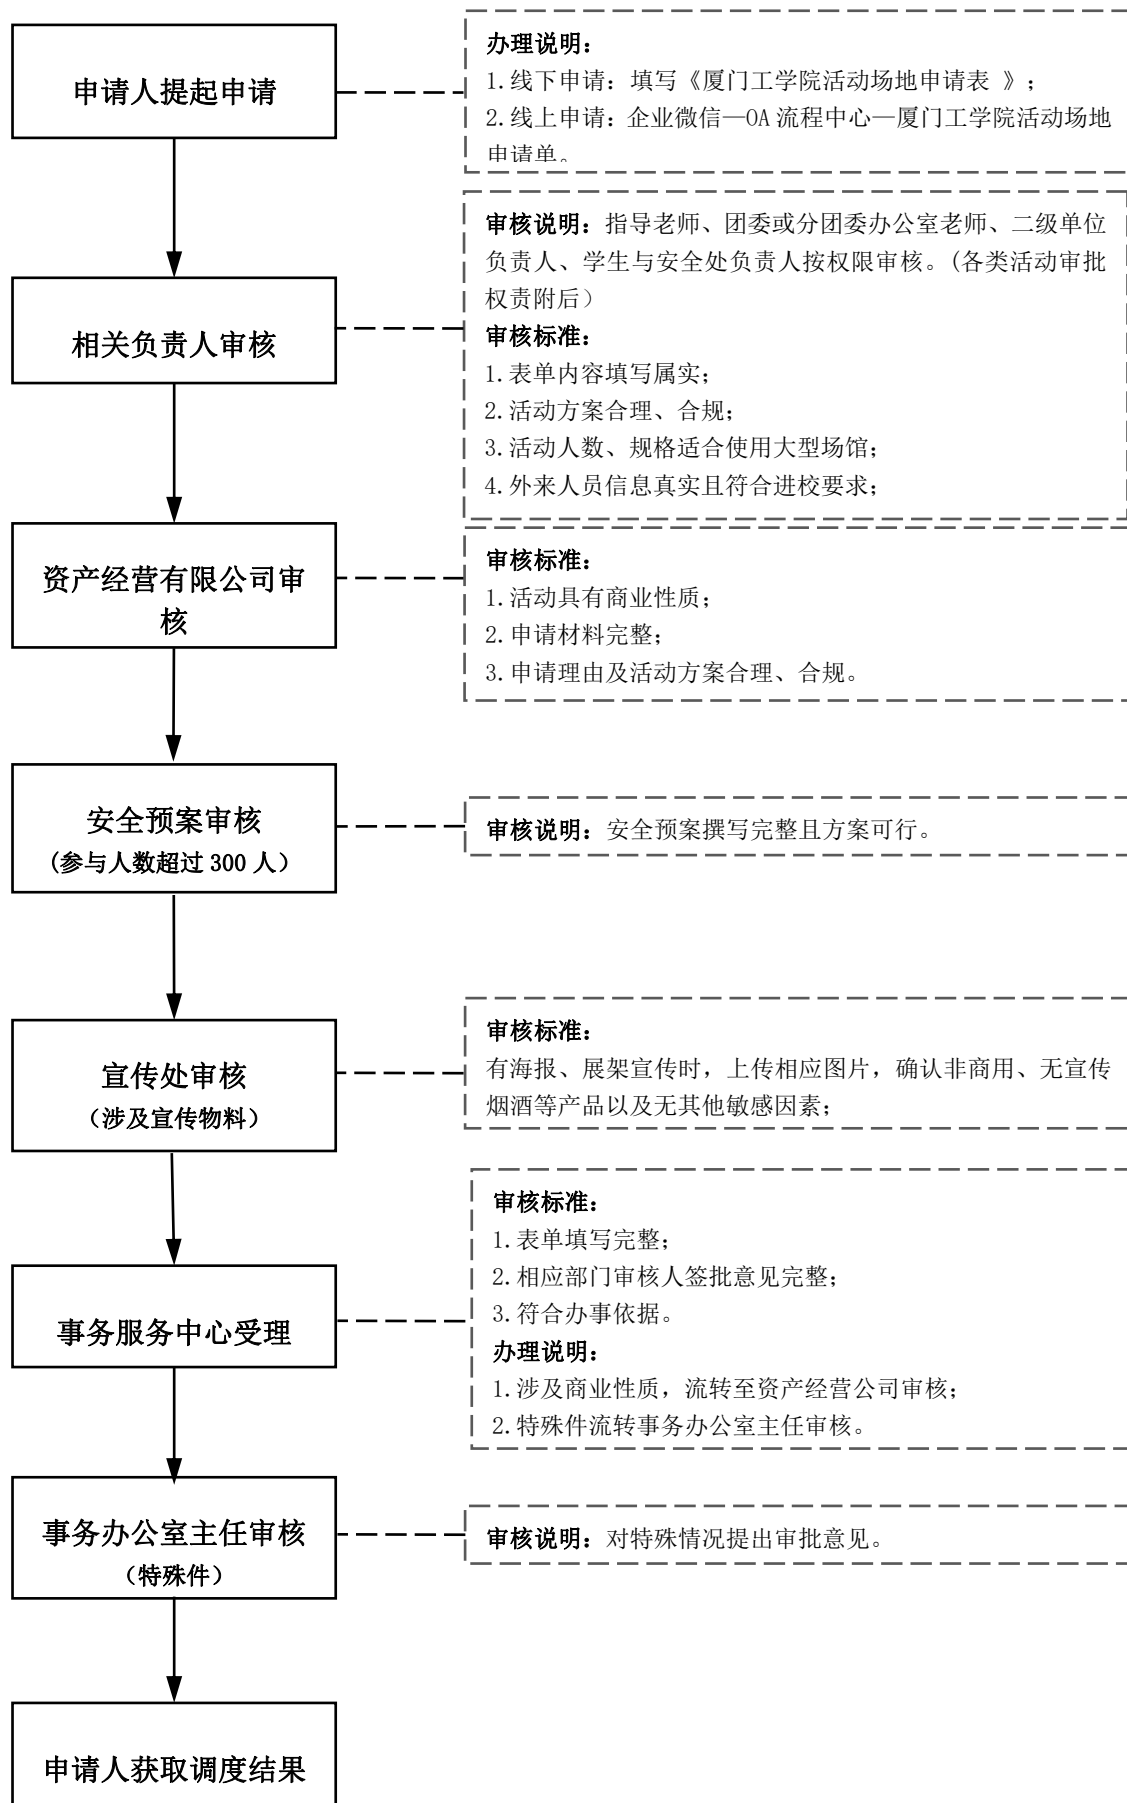 申请人提起申请
办理说明：
1.线下申请：填写《厦门工学院活动场地申请表 》；
2.线上申请：企业微信—OA 流程中心—厦门工学院活动场地
申请单。
相关负责人审核
审核说明：指导老师、团委或分团委办公室老师、二级单位
负责人、学生与安全处负责人按权限审核。(各类活动审批
权责附后）
审核标准：
1.表单内容填写属实；
2.活动方案合理、合规；
3.活动人数、规格适合使用大型场馆；
4.外来人员信息真实且符合进校要求；
资产经营有限公司审
核
审核标准：
1.活动具有商业性质；
2.申请材料完整；
3.申请理由及活动方案合理、合规。
安全预案审核
(参与人数超过 300 人）
审核说明：安全预案撰写完整且方案可行。
宣传处审核
（涉及宣传物料）
审核标准：
有海报、展架宣传时，上传相应图片，确认非商用、无宣传
烟酒等产品以及无其他敏感因素；
事务服务中心受理
审核标准：
1.表单填写完整；
2.相应部门审核人签批意见完整；
3.符合办事依据。
办理说明：
1.涉及商业性质，流转至资产经营公司审核；
2.特殊件流转事务办公室主任审核。
事务办公室主任审核
（特殊件）
审核说明：对特殊情况提出审批意见。
申请人获取调度结果